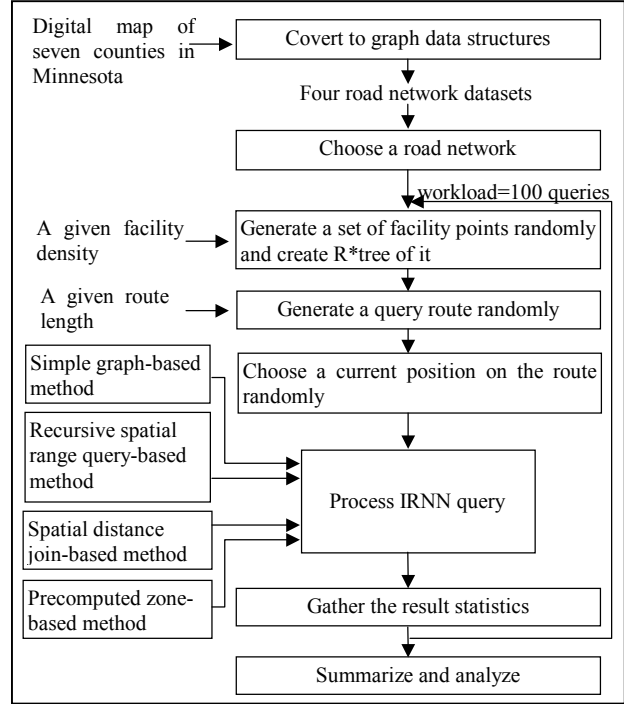 Digital map of
seven counties in
Minnesota
Covert to graph data structures
Four road network datasets
Choose a road network
workload=100 queries
A given facility
density
Generate a set of facility points randomly
and create R*tree of it
A given route
length
Generate a query route randomly
Choose a current position on the route
randomly
Simple graph-based
method
Recursive spatial
range query-based
method
Spatial distance
join-based method
Precomputed zone-
based method
Process IRNN query
Gather the result statistics
Summarize and analyze